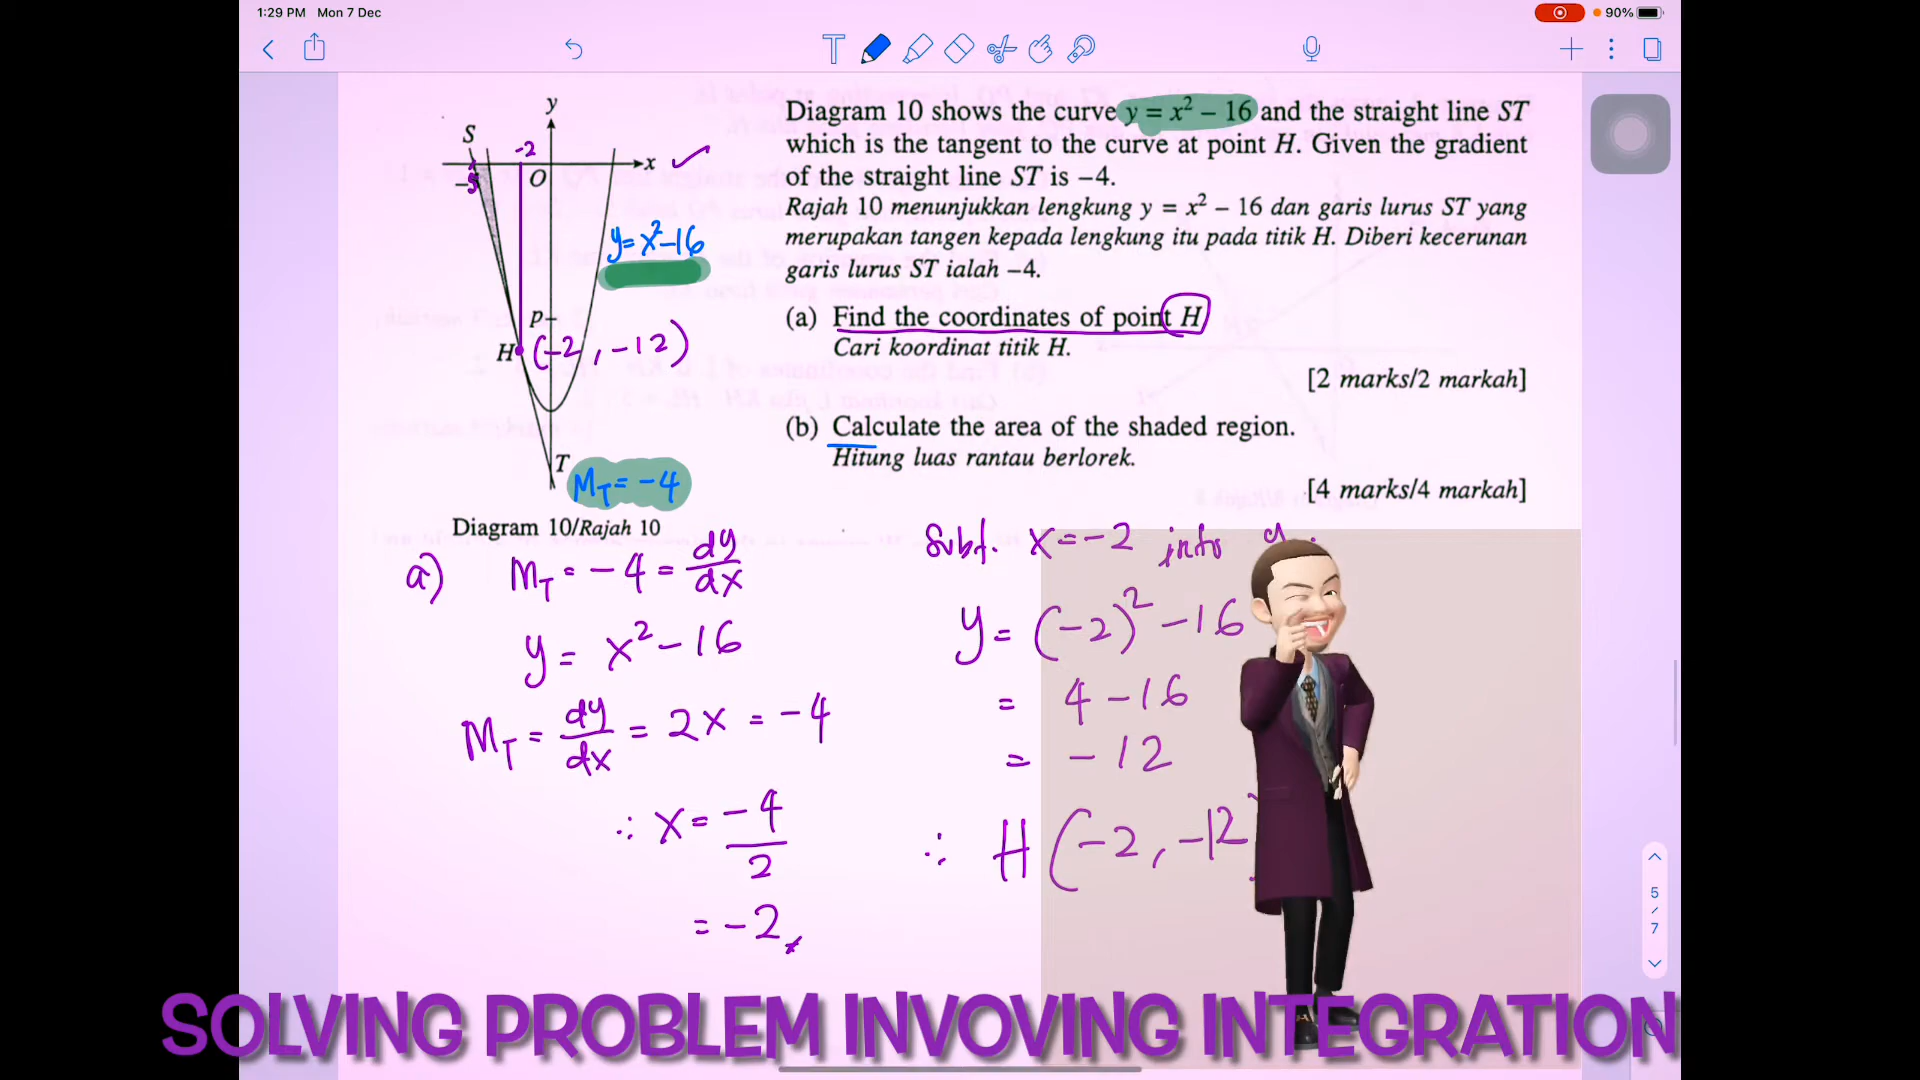 1:29 PM Mon 7 Dec
90%
T
y
S
-2
x
O
y = x² - 16
P
H (-2, -12)
T
M_T = -4
Diagram 10/Rajah 10
Diagram 10 shows the curve y = x² − 16 and the straight line ST
which is the tangent to the curve at point H. Given the gradient
of the straight line ST is −4.
Rajah 10 menunjukkan lengkung y = x² − 16 dan garis lurus ST yang
merupakan tangen kepada lengkung itu pada titik H. Diberi kecerunan
garis lurus ST ialah −4.
(a) Find the coordinates of point H
Cari koordinat titik H.
[2 marks/2 markah]
(b) Calculate the area of the shaded region.
Hitung luas rantau berlorek.
[4 marks/4 markah]
a) M_T = -4 = dy/dx
y = x² - 16
M_T = dy/dx = 2x = -4
∴ x = -4/2
= -2
Subt. x = -2 into y.
y = (-2)² - 16
= 4 - 16
= -12
∴ H (-2, -12)
5
/
7
SOLVING PROBLEM INVOVING INTEGRATION